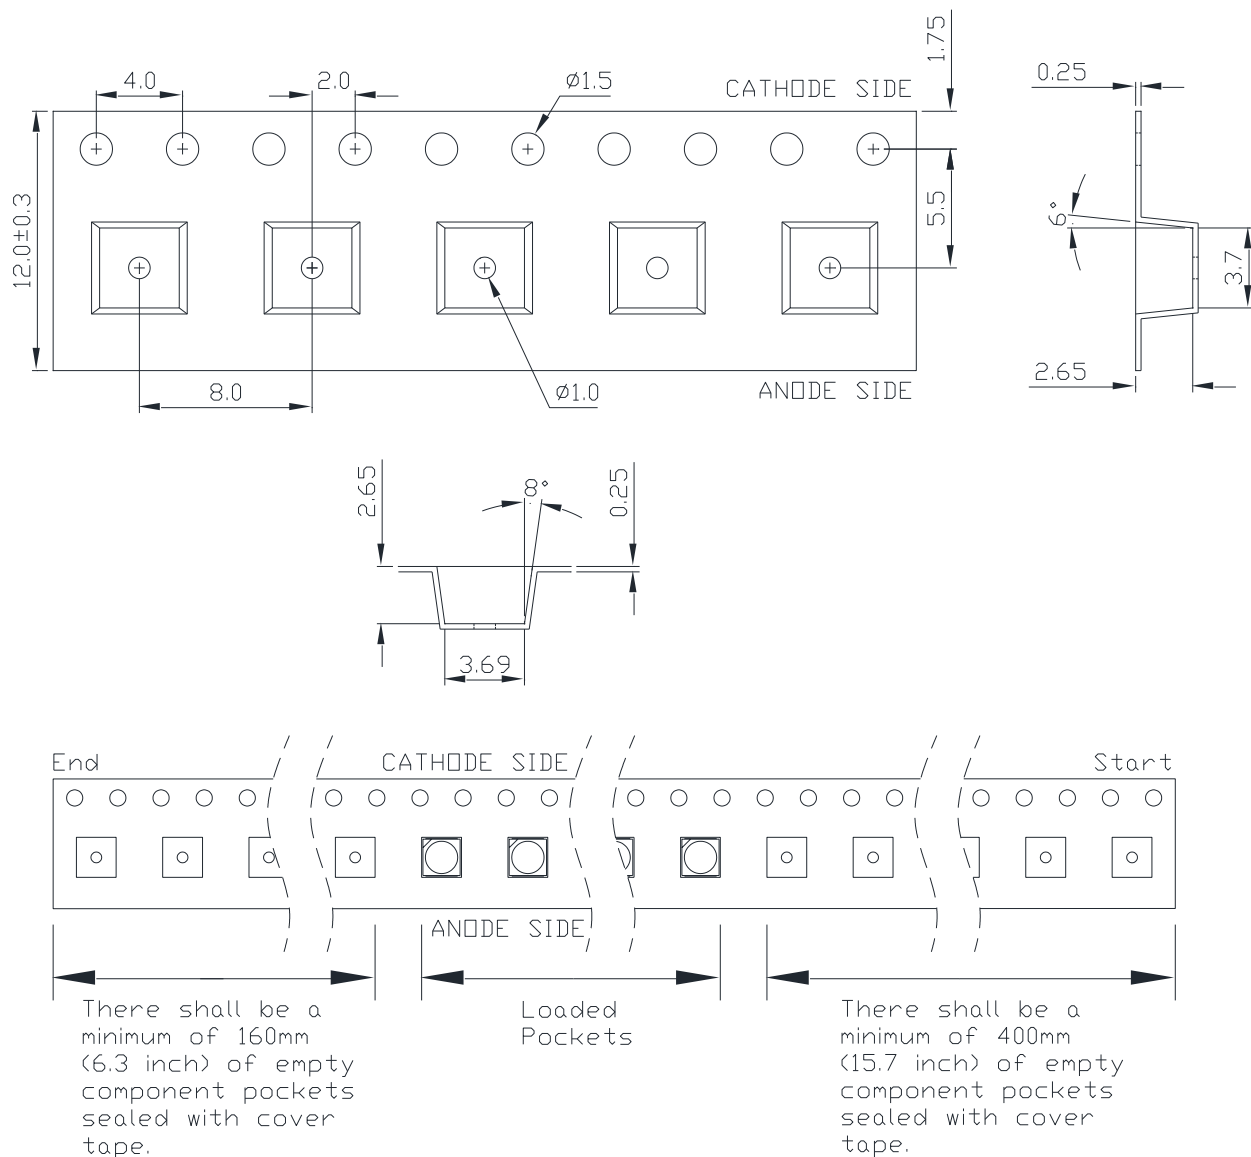 1.75
4.0
2.0
ø1.5
CATHODE SIDE
0.25
12.0±0.3
5.5
6°
3.7
8.0
ø1.0
ANODE SIDE
2.65
2.65
8°
0.25
3.69
End
CATHODE SIDE
Start
ANODE SIDE
There shall be a
minimum of 160mm
(6.3 inch) of empty
component pockets
sealed with cover
tape.
Loaded
Pockets
There shall be a
minimum of 400mm
(15.7 inch) of empty
component pockets
sealed with cover
tape.